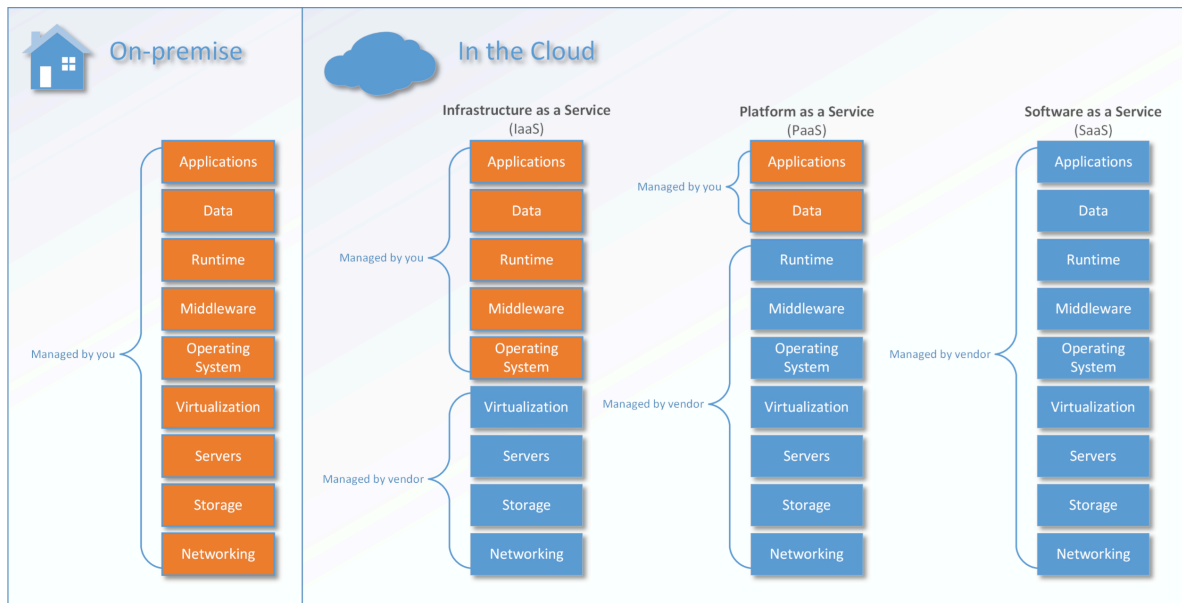 On-premise
Managed by you
Applications
Data
Runtime
Middleware
Operating
System
Virtualization
Servers
Storage
Networking
In the Cloud
Infrastructure as a Service
(IaaS)
Managed by you
Applications
Data
Runtime
Middleware
Operating
System
Managed by vendor
Virtualization
Servers
Storage
Networking
Platform as a Service
(PaaS)
Managed by you
Applications
Data
Managed by vendor
Runtime
Middleware
Operating
System
Virtualization
Servers
Storage
Networking
Software as a Service
(SaaS)
Managed by vendor
Applications
Data
Runtime
Middleware
Operating
System
Virtualization
Servers
Storage
Networking